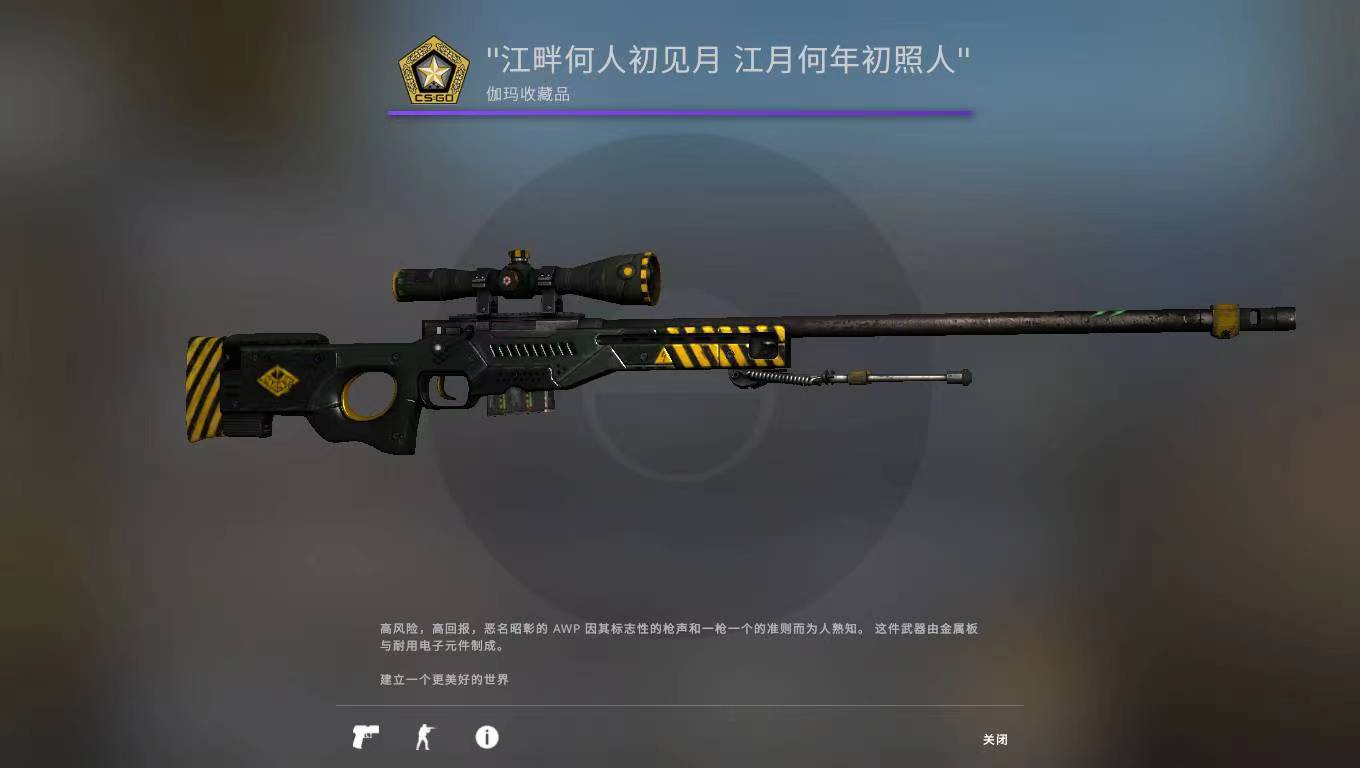 "江畔何人初见月 江月何年初照人"
CS:GO
伽玛收藏品
高风险，高回报，恶名昭彰的 AWP 因其标志性的枪声和一枪一个的准则而为人熟知。 这件武器由金属板
与耐用电子元件制成。
建立一个更美好的世界
关闭